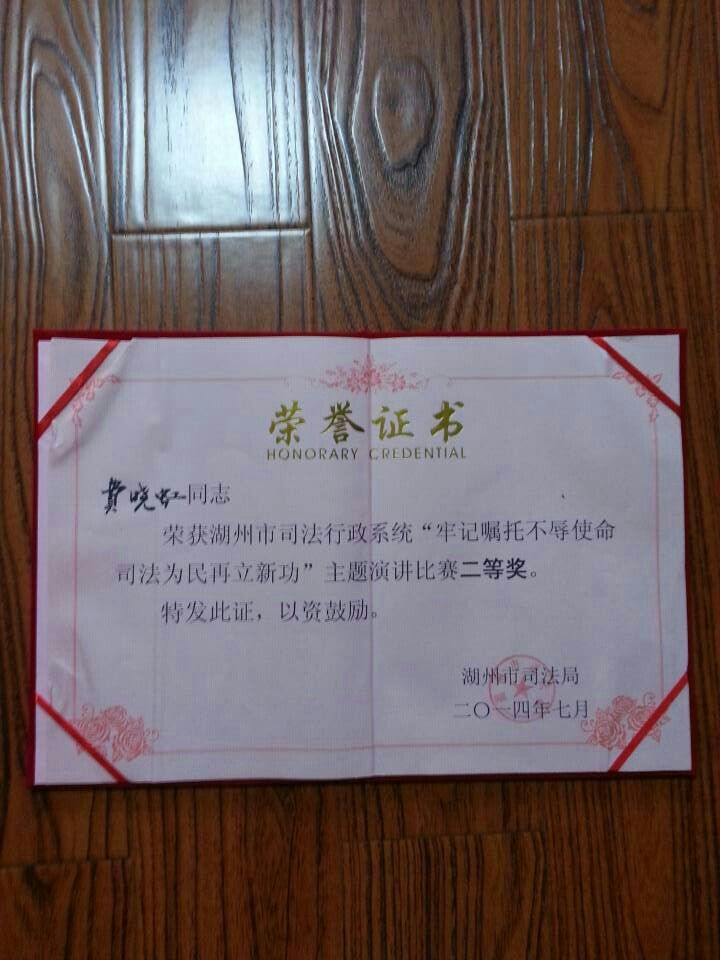 荣誉证书
HONORARY CREDENTIAL
费晓虹同志
荣获湖州市司法行政系统“牢记嘱托不辱使命
司法为民再立新功”主题演讲比赛二等奖。
特发此证，以资鼓励。
湖州市司法局
二〇一四年七月